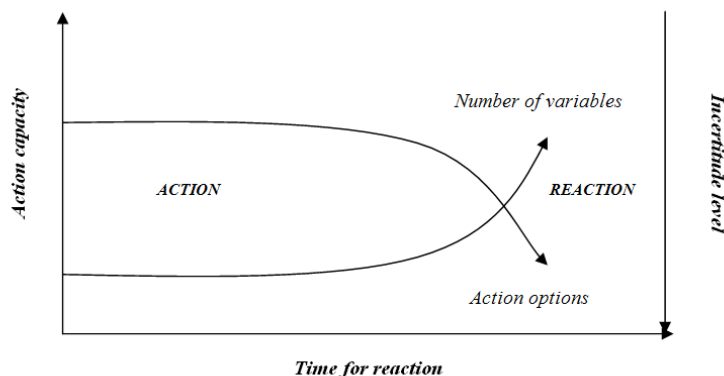 Action capacity
Number of variables
ACTION
REACTION
Incertitude level
Action options
Time for reaction